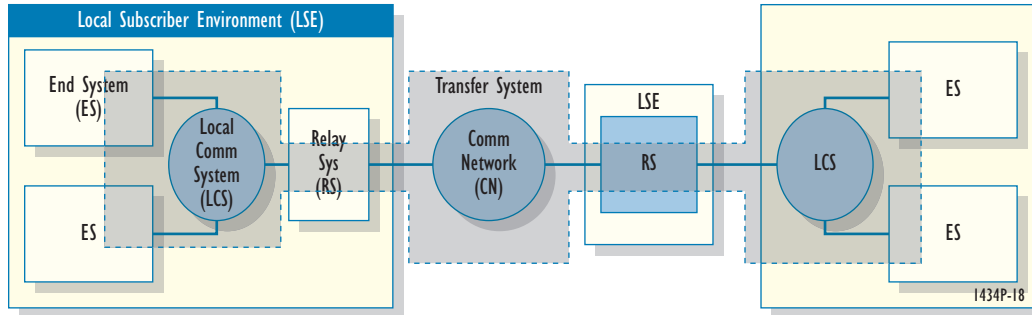 Local Subscriber Environment (LSE)
End System
(ES)
ES
Local
Comm
System
(LCS)
Relay
Sys
(RS)
Transfer System
Comm
Network
(CN)
LSE
RS
LCS
ES
ES
1434P-18